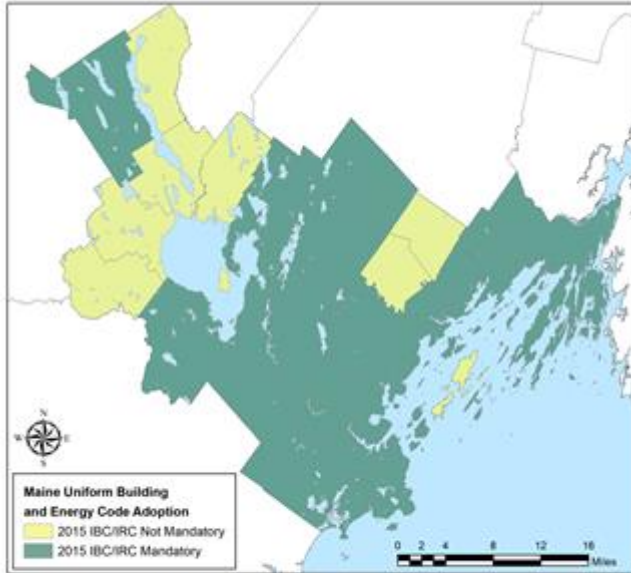 N
W E
S
Maine Uniform Building
and Energy Code Adoption
2015 IBC/IRC Not Mandatory
2015 IBC/IRC Mandatory
0 2 4 8 12 16
Miles